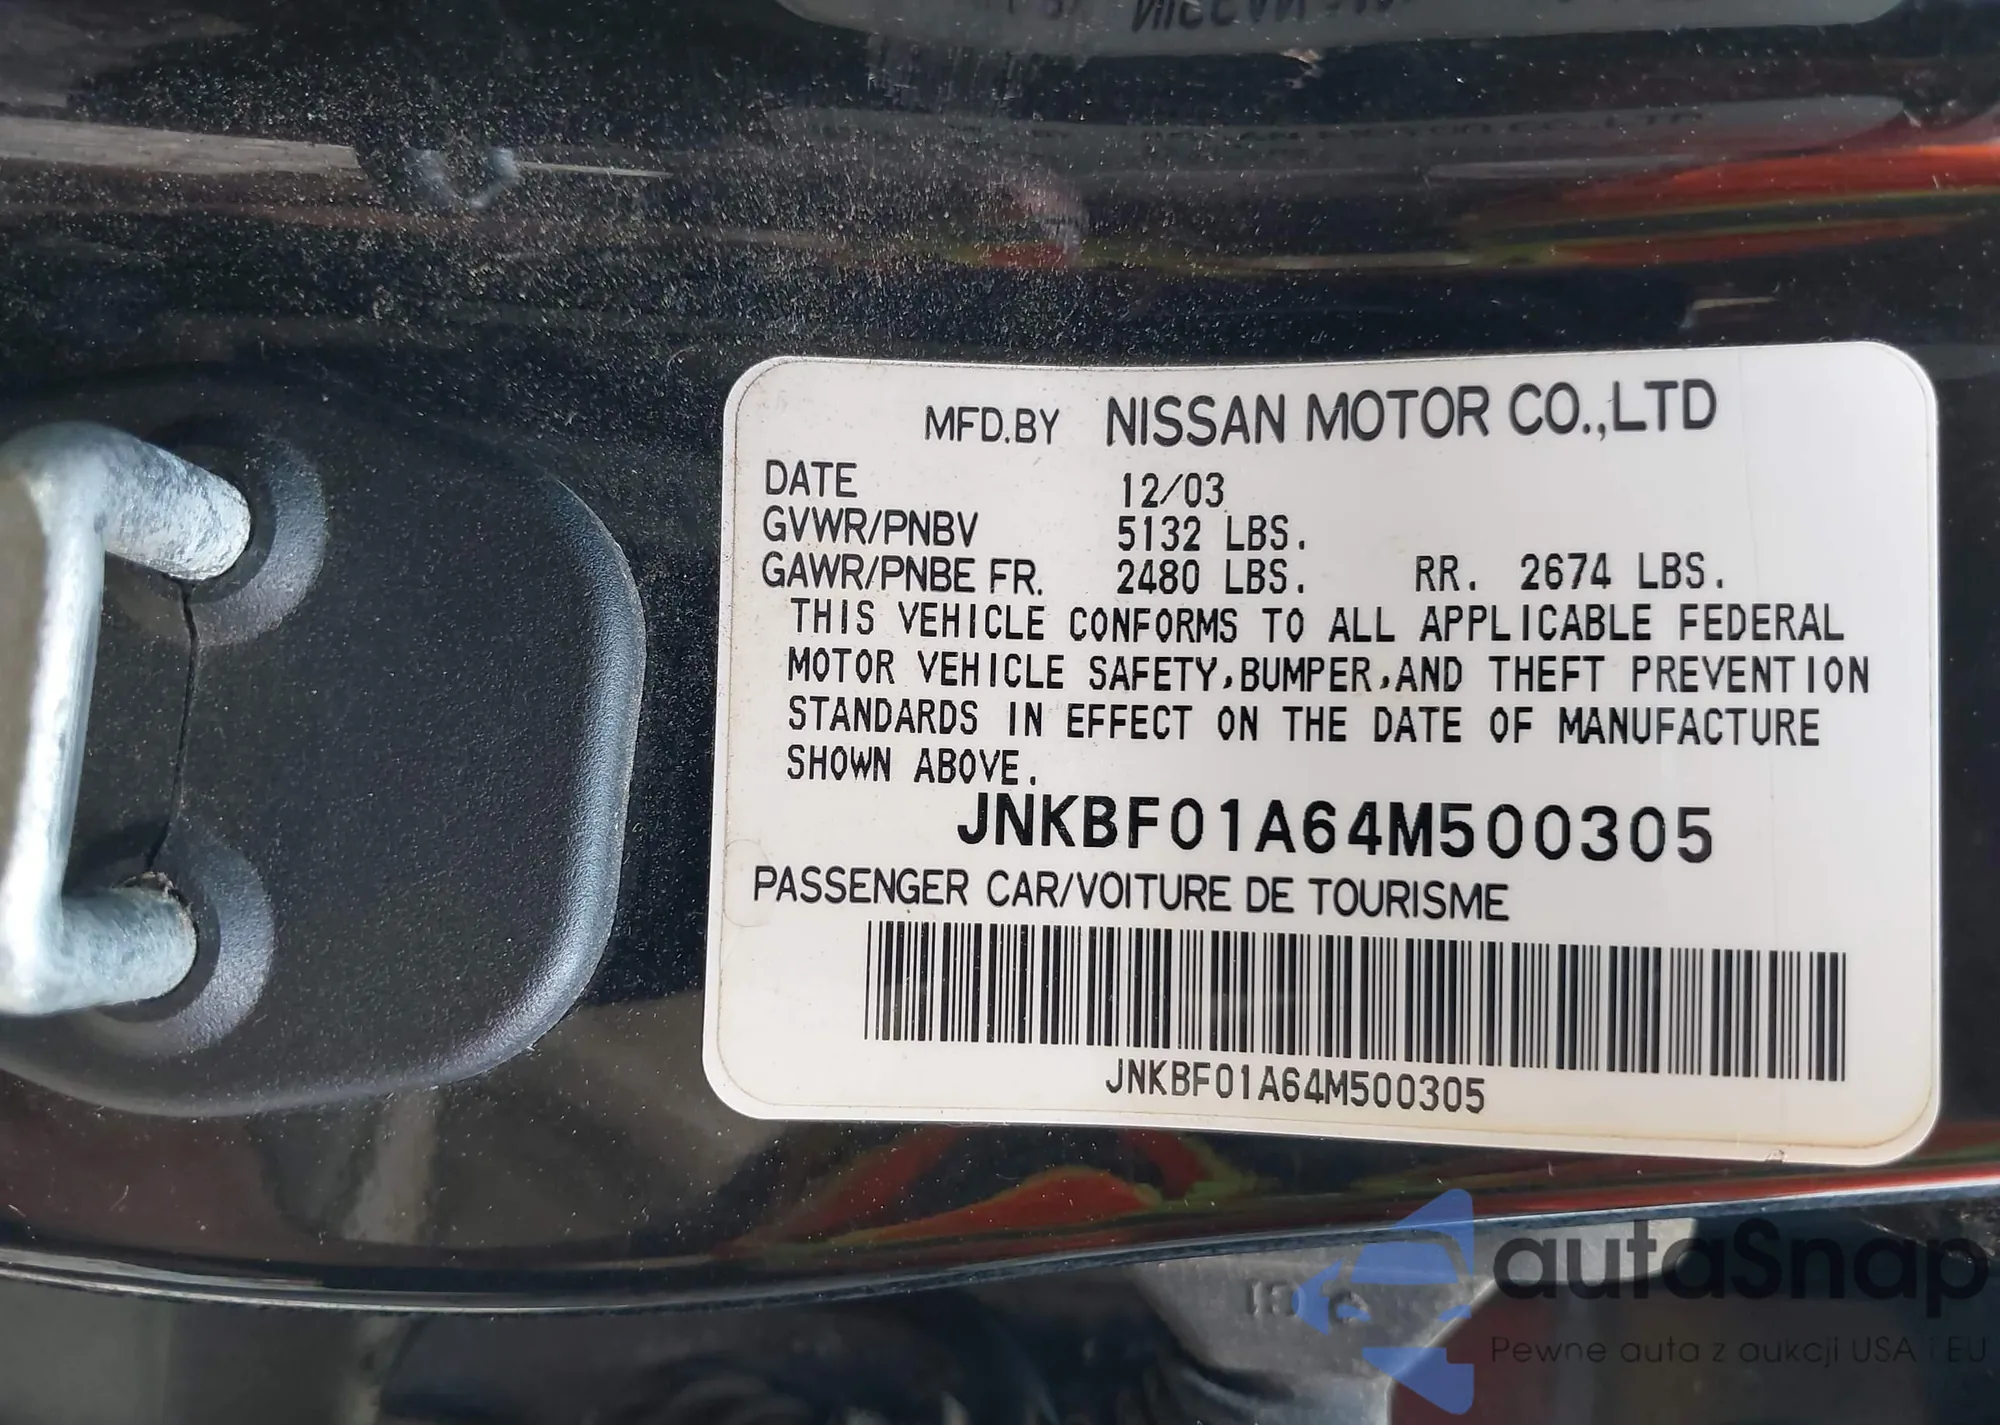 MFD.BY NISSAN MOTOR CO.,LTD
DATE 12/03
GVWR/PNBV 5132 LBS.
GAWR/PNBE FR. 2480 LBS. RR. 2674 LBS.
THIS VEHICLE CONFORMS TO ALL APPLICABLE FEDERAL
MOTOR VEHICLE SAFETY,BUMPER,AND THEFT PREVENTION
STANDARDS IN EFFECT ON THE DATE OF MANUFACTURE
SHOWN ABOVE.
JNKBF01A64M500305
PASSENGER CAR/VOITURE DE TOURISME
JNKBF01A64M500305
autaSnap
Pewne auta z aukcji USA i EU